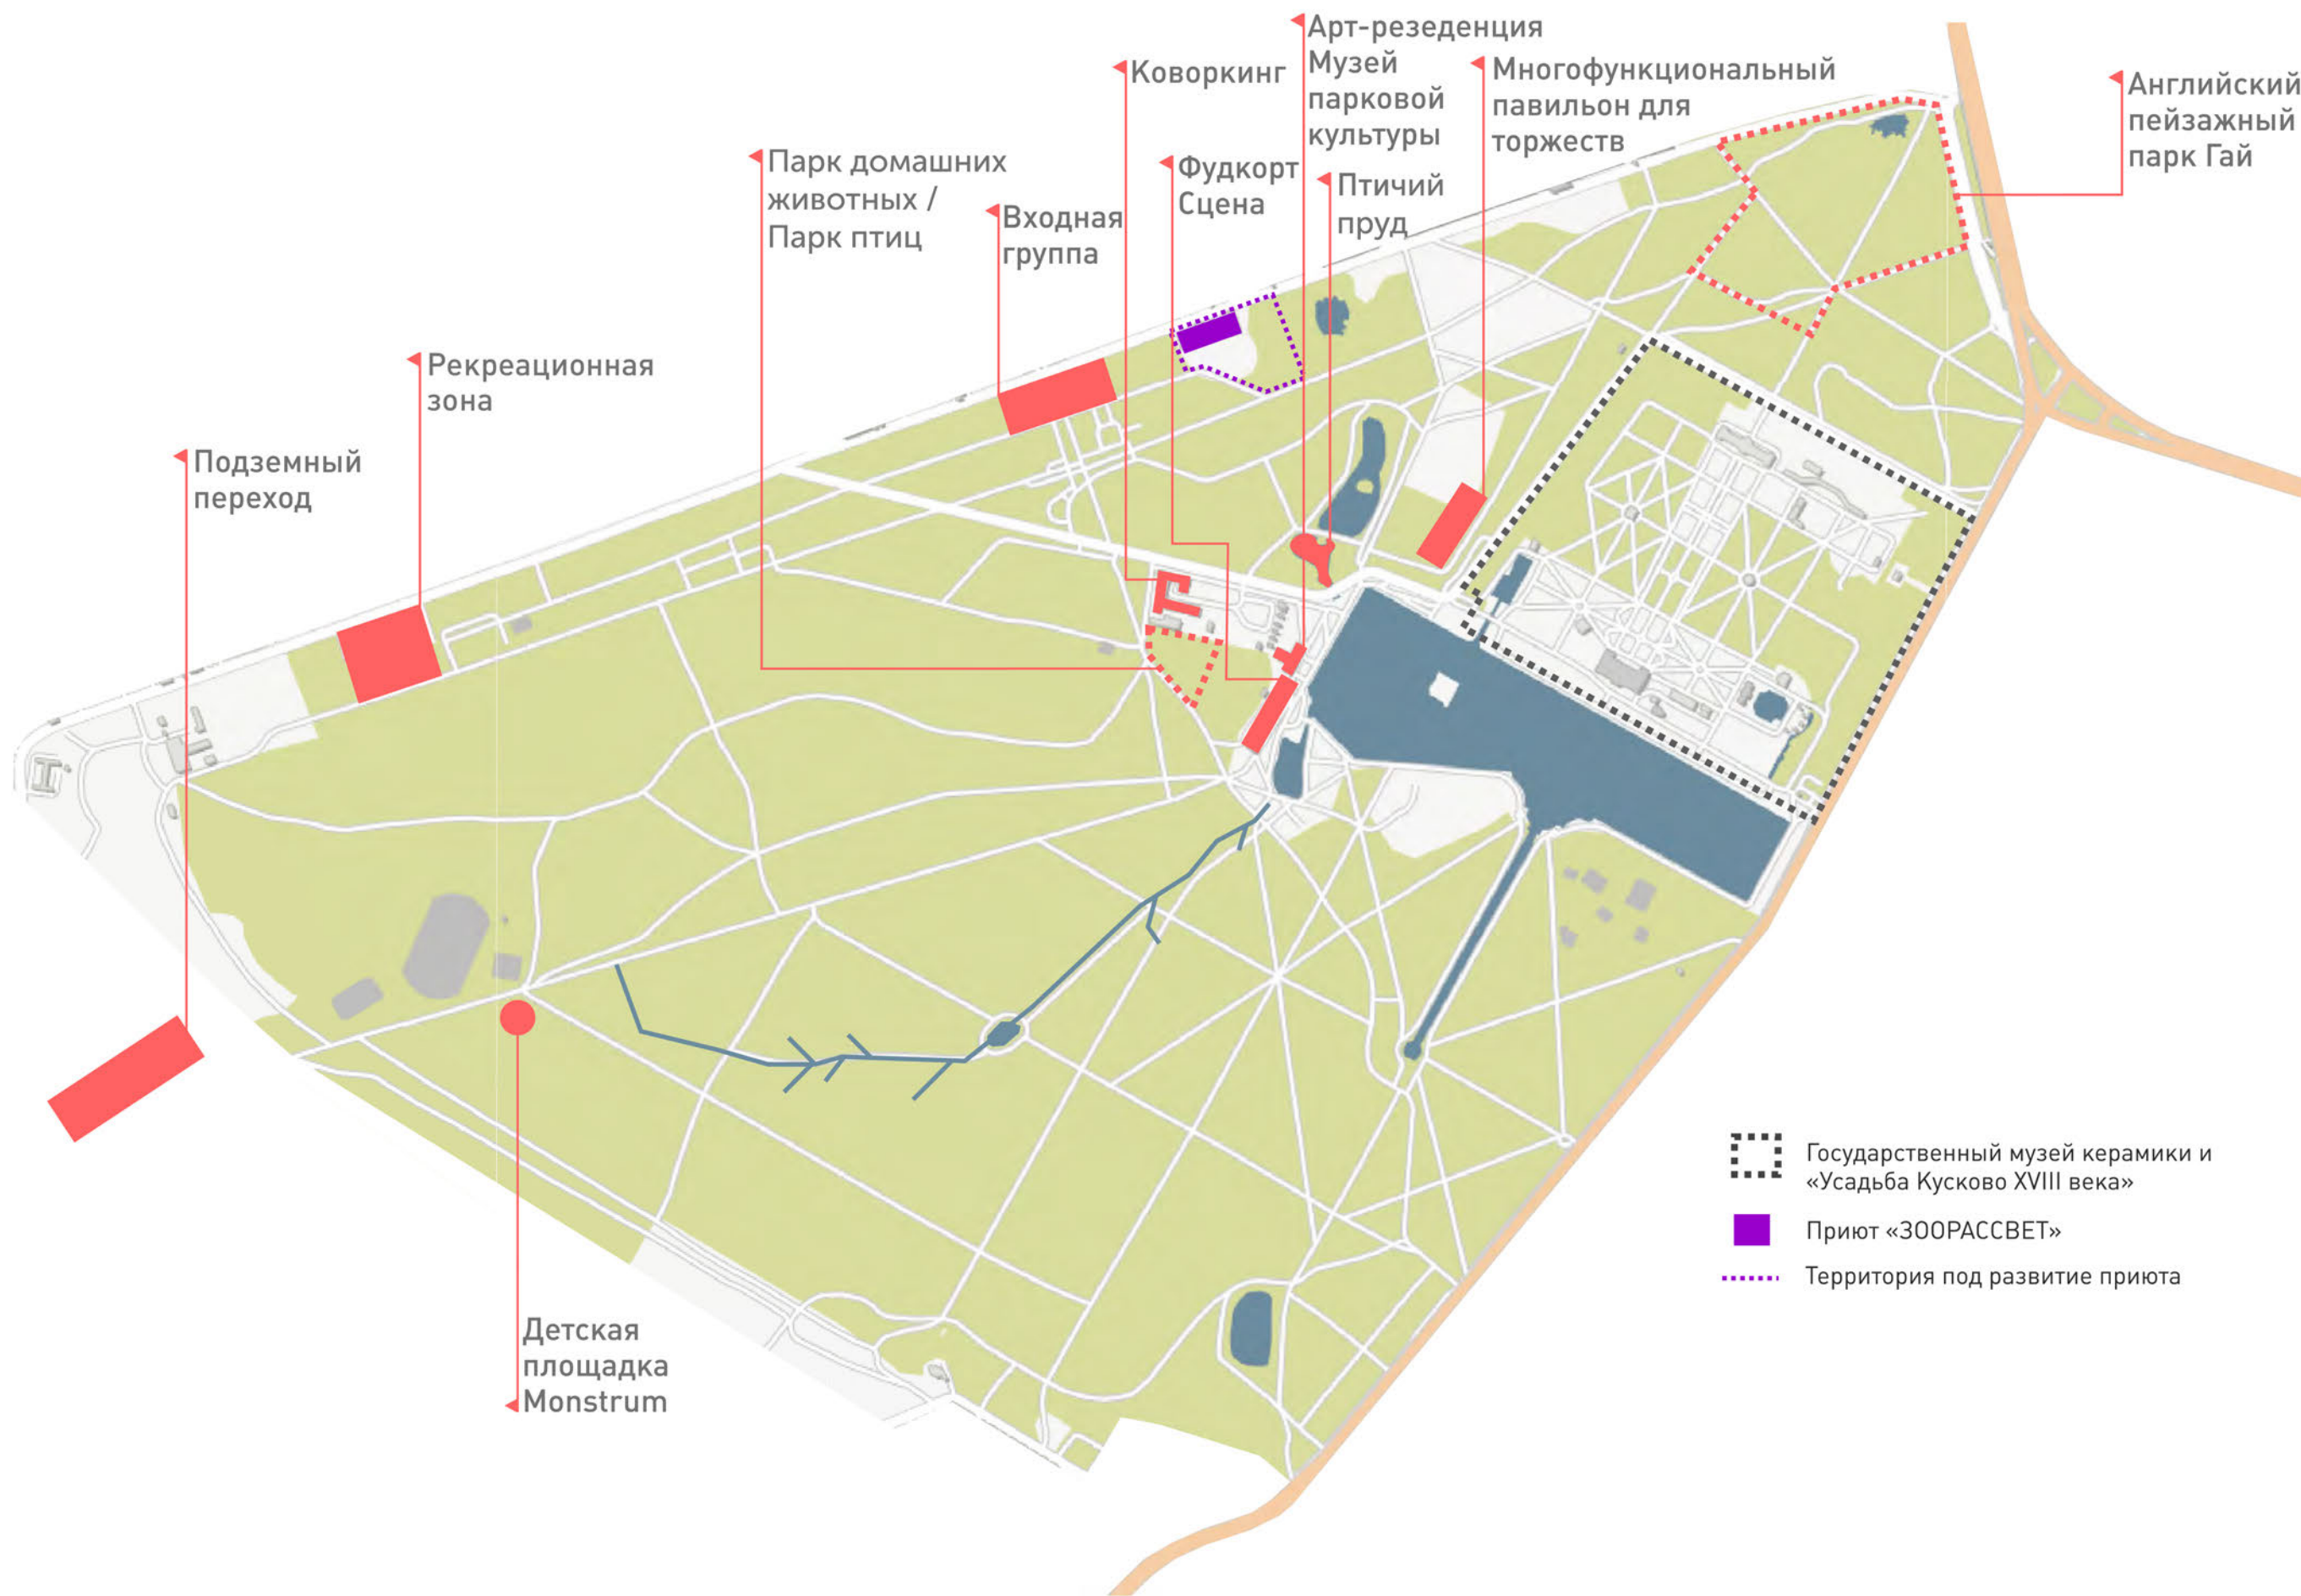 Арт-резеденция
Музей
парковой
культуры
Коворкинг
Многофункциональный
павильон для
торжеств
Английский
пейзажный
парк Гай
Парк домашних
животных /
Парк птиц
Фудкорт
Сцена
Птичий
пруд
Входная
группа
Рекреационная
зона
Подземный
переход
Детская
площадка
Monstrum
Государственный музей керамики и
«Усадьба Кусково XVIII века»
Приют «ЗООРАССВЕТ»
Территория под развитие приюта